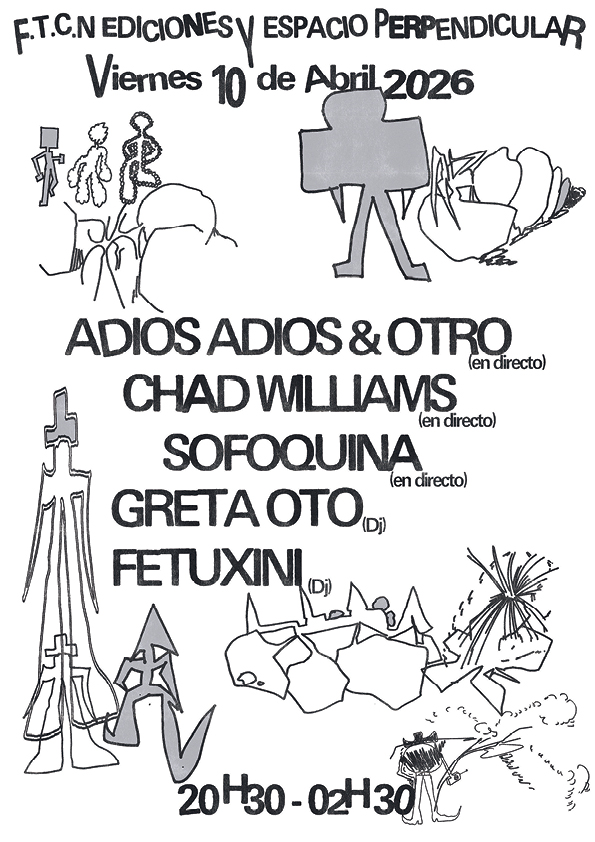 F.T.C.N EDICIONES y ESPACIO PERPENDICULAR
Viernes 10 de Abril 2026
ADIOS ADIOS & OTRO
(en directo)
CHAD WILLIAMS
(en directo)
SOFOQUINA
(en directo)
GRETA OTO (Dj)
FETUXINI (Dj)
20H30 - 02H30